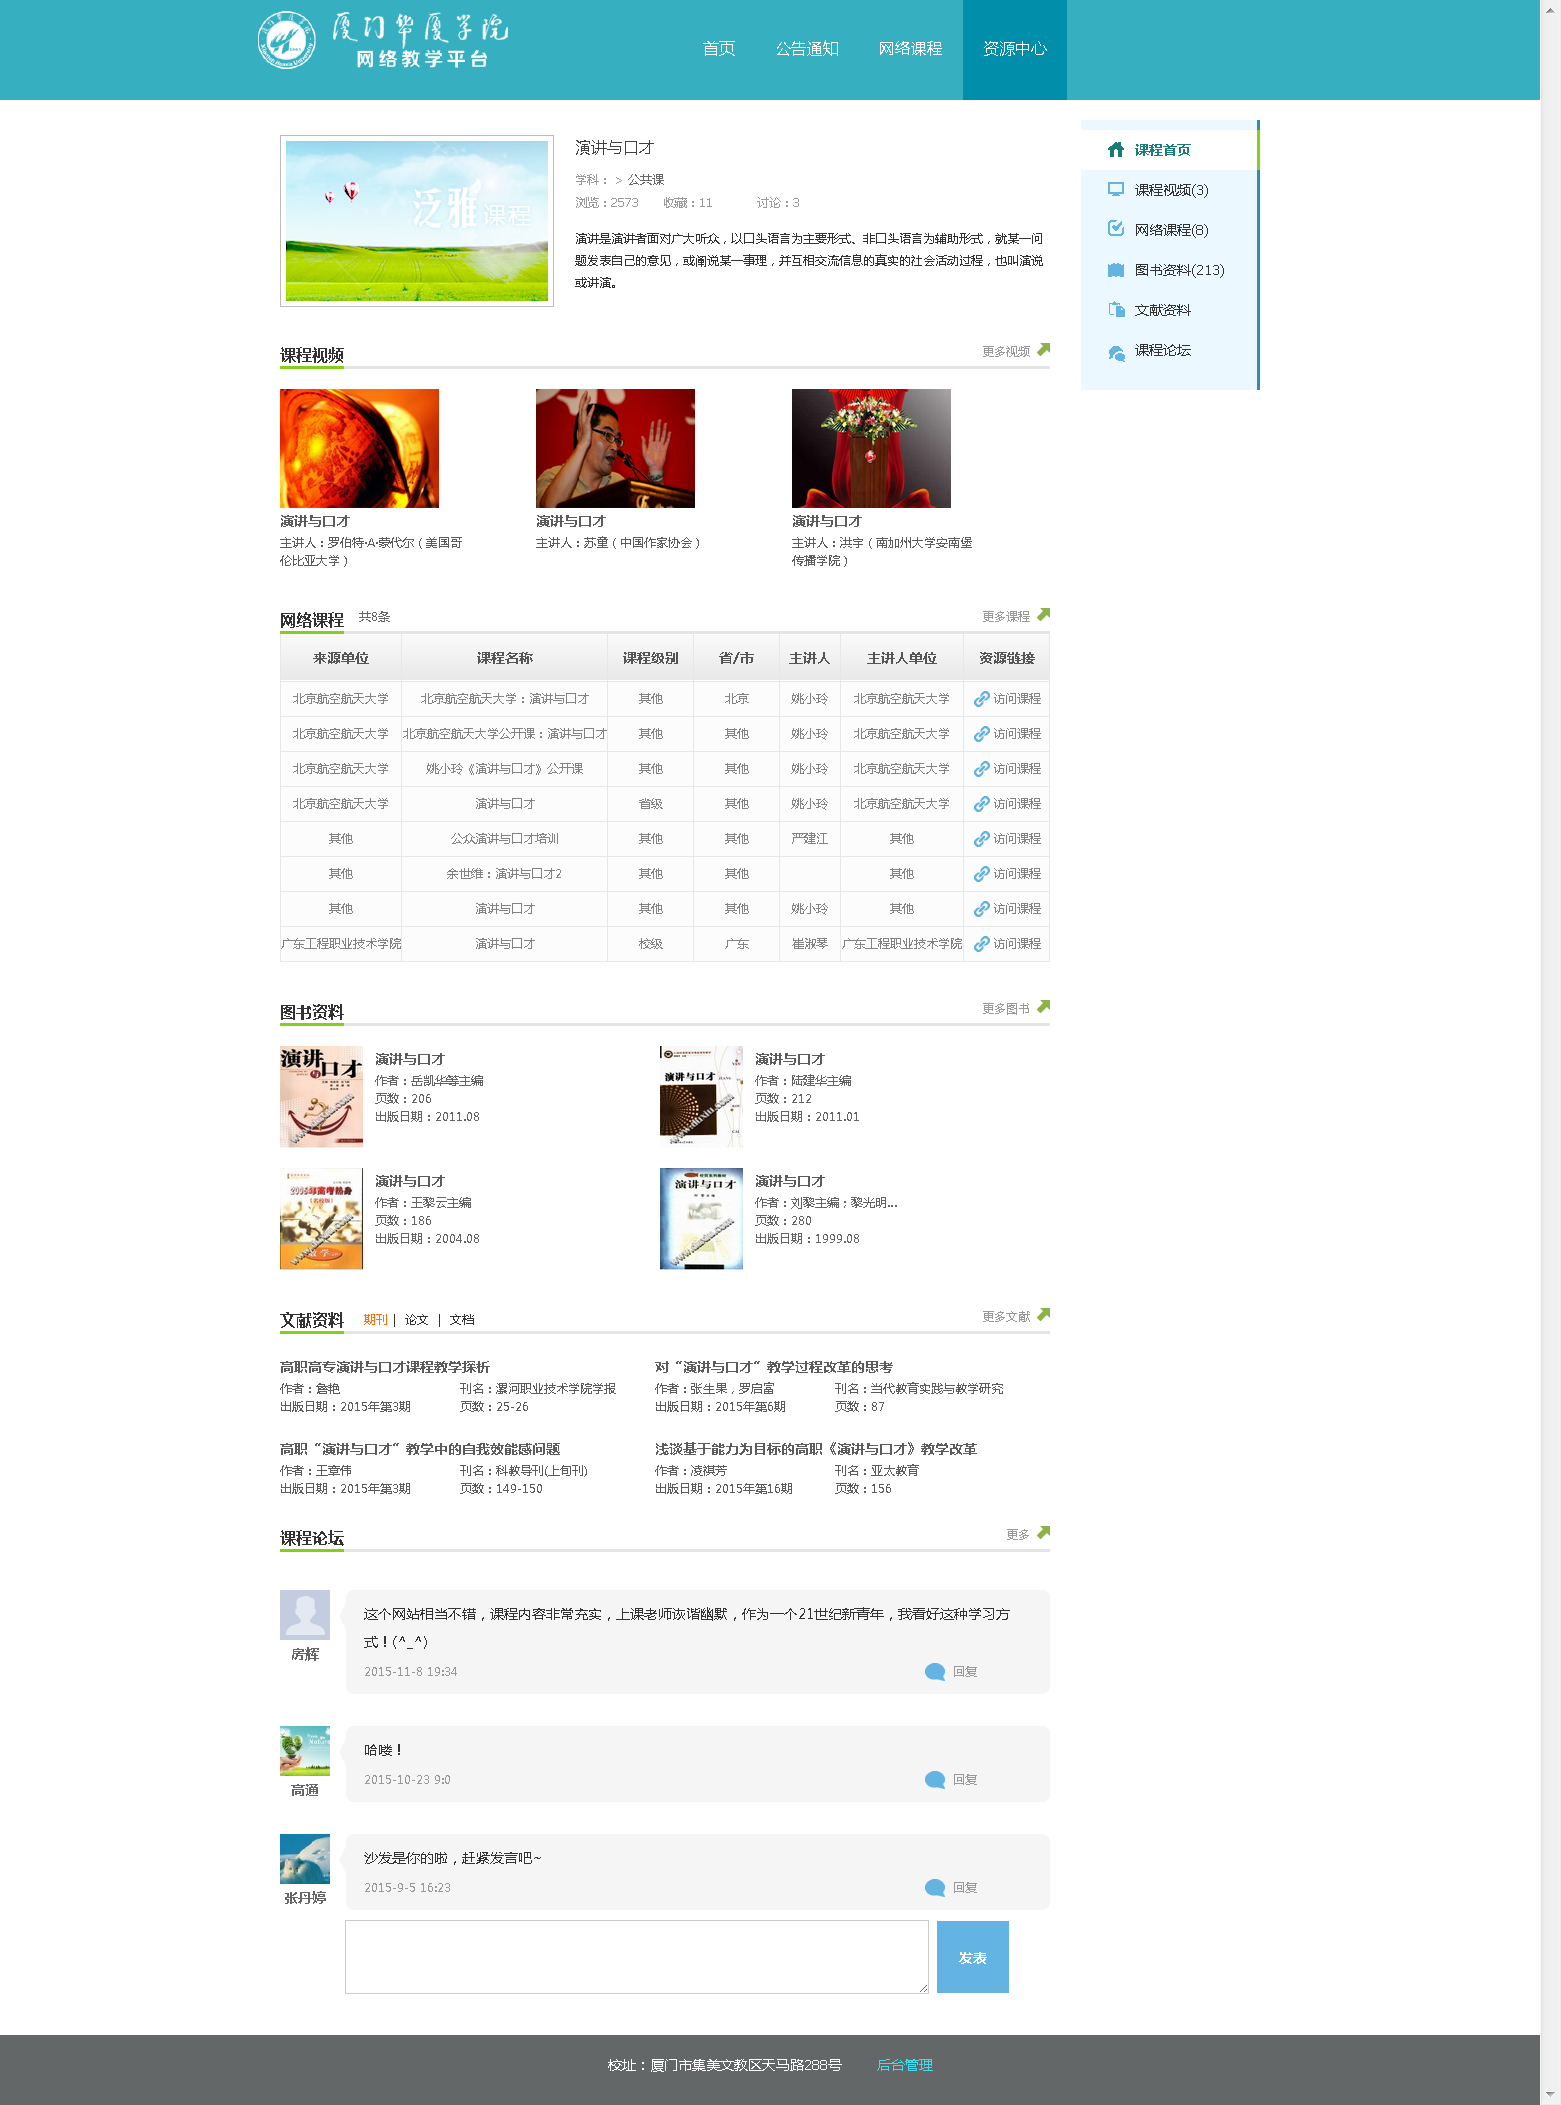 厦门华厦学院
网络教学平台
首页 公告通知 网络课程 资源中心
泛雅课程
演讲与口才
学科： > 公共课
浏览：2573 收藏：11 讨论：3
演讲是演讲者面对广大听众，以口头语言为主要形式、非口头语言为辅助形式，就某一问
题发表自己的意见，或阐说某一事理，并互相交流信息的真实的社会活动过程，也叫演说
或讲演。
课程首页
课程视频(3)
网络课程(8)
图书资料(213)
文献资料
课程论坛
课程视频 更多视频
演讲与口才
主讲人：罗伯特·A·蒙代尔（美国哥
伦比亚大学）
演讲与口才
主讲人：苏童（中国作家协会）
演讲与口才
主讲人：洪宇（南加州大学安南堡
传播学院）
网络课程 共8条 更多课程
来源单位 课程名称 课程级别 省/市 主讲人 主讲人单位 资源链接
北京航空航天大学 北京航空航天大学：演讲与口才 其他 北京 姚小玲 北京航空航天大学 访问课程
北京航空航天大学 北京航空航天大学公开课：演讲与口才 其他 其他 姚小玲 北京航空航天大学 访问课程
北京航空航天大学 姚小玲《演讲与口才》公开课 其他 其他 姚小玲 北京航空航天大学 访问课程
北京航空航天大学 演讲与口才 省级 其他 姚小玲 北京航空航天大学 访问课程
其他 公众演讲与口才培训 其他 其他 严建江 其他 访问课程
其他 余世维：演讲与口才2 其他 其他 其他 访问课程
其他 演讲与口才 其他 其他 姚小玲 其他 访问课程
广东工程职业技术学院 演讲与口才 校级 广东 崔淑琴 广东工程职业技术学院 访问课程
图书资料 更多图书
演讲与口才
演讲与口才
作者：岳凯华等主编
页数：206
出版日期：2011.08
演讲与口才
演讲与口才
作者：陆建华主编
页数：212
出版日期：2011.01
演讲与口才
作者：王黎云主编
页数：186
出版日期：2004.08
演讲与口才
演讲与口才
作者：刘黎主编；黎光明...
页数：280
出版日期：1999.08
文献资料 期刊 | 论文 | 文档 更多文献
高职高专演讲与口才课程教学探析
作者：詹艳 刊名：漯河职业技术学院学报
出版日期：2015年第3期 页数：25-26
对“演讲与口才”教学过程改革的思考
作者：张生果，罗启富 刊名：当代教育实践与教学研究
出版日期：2015年第6期 页数：87
高职“演讲与口才”教学中的自我效能感问题
作者：王章伟 刊名：科教导刊(上旬刊)
出版日期：2015年第3期 页数：149-150
浅谈基于能力为目标的高职《演讲与口才》教学改革
作者：凌祺芳 刊名：亚太教育
出版日期：2015年第16期 页数：156
课程论坛 更多
这个网站相当不错，课程内容非常充实，上课老师诙谐幽默，作为一个21世纪新青年，我看好这种学习方
式！(^_^)
房辉
2015-11-8 19:34 回复
哈喽！
2015-10-23 9:0 回复
高通
沙发是你的啦，赶紧发言吧~
2015-9-5 16:23 回复
张丹婷
发表
校址：厦门市集美文教区天马路288号 后台管理